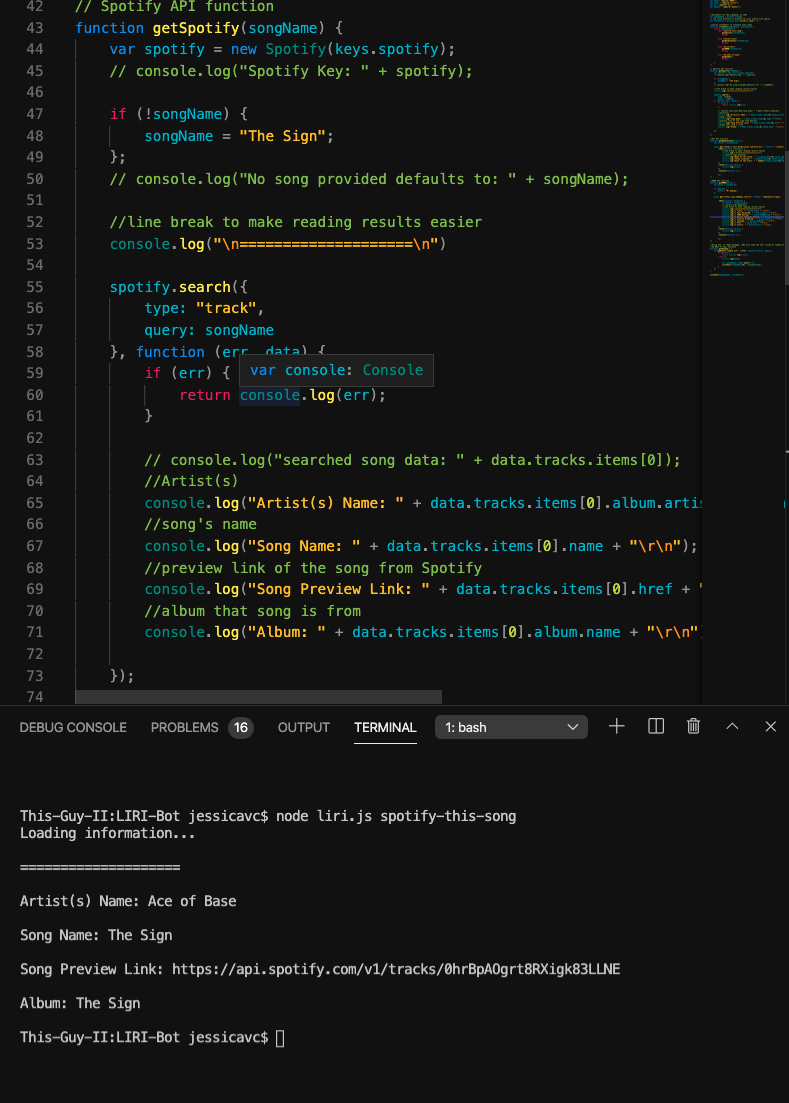 42 // Spotify API function
43 function getSpotify(songName) {
44 var spotify = new Spotify(keys.spotify);
45 // console.log("Spotify Key: " + spotify);
46
47 if (!songName) {
48 songName = "The Sign";
49 };
50 // console.log("No song provided defaults to: " + songName);
51
52 //line break to make reading results easier
53 console.log("\n====================\n")
54
55 spotify.search({
56 type: "track",
57 query: songName
58 }, function (err, data) {
var console: Console
59 if (err) {
60 return console.log(err);
61 }
62
63 // console.log("searched song data: " + data.tracks.items[0]);
64 //Artist(s)
65 console.log("Artist(s) Name: " + data.tracks.items[0].album.artis
66 //song's name
67 console.log("Song Name: " + data.tracks.items[0].name + "\r\n");
68 //preview link of the song from Spotify
69 console.log("Song Preview Link: " + data.tracks.items[0].href + "
70 //album that song is from
71 console.log("Album: " + data.tracks.items[0].album.name + "\r\n")
72
73 });
74
DEBUG CONSOLE PROBLEMS 16 OUTPUT TERMINAL 1: bash
This-Guy-II:LIRI-Bot jessicavc$ node liri.js spotify-this-song
Loading information...
====================
Artist(s) Name: Ace of Base
Song Name: The Sign
Song Preview Link: https://api.spotify.com/v1/tracks/0hrBpAOgrt8RXigk83LLNE
Album: The Sign
This-Guy-II:LIRI-Bot jessicavc$